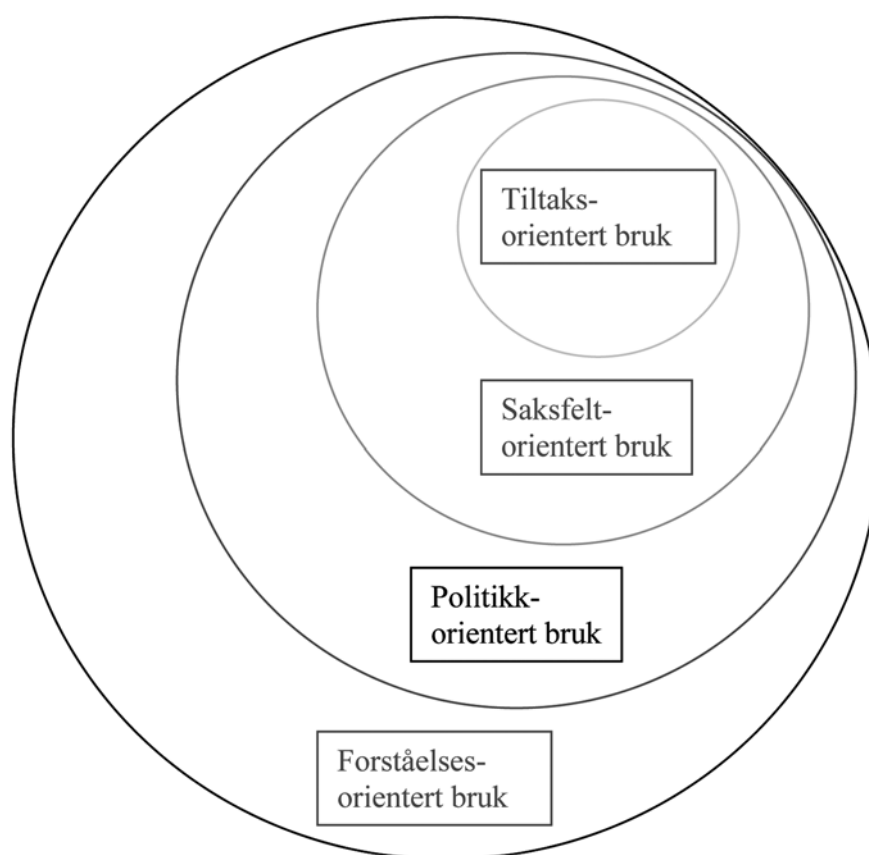 Tiltaks-
orientert bruk
Saksfelt-
orientert bruk
Politikk-
orientert bruk
Forståelses-
orientert bruk